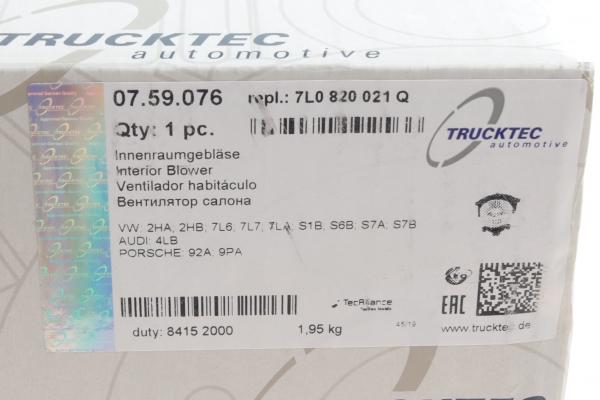 TRUCKTEC
automotive
07.59.076 repl.: 7L0 820 021 Q
Qty: 1 pc.
TRUCKTEC
automotive
Innenraumgebläse
Interior Blower
Ventilador habitáculo
Вентилятор салона
VW: 2HA; 2HB; 7L6; 7L7; 7LA; S1B; S6B; S7A; S7B
AUDI: 4LB
PORSCHE: 92A; 9PA
TecAlliance
EAC
duty: 8415 2000 1,95 kg 45/19 www.trucktec.de